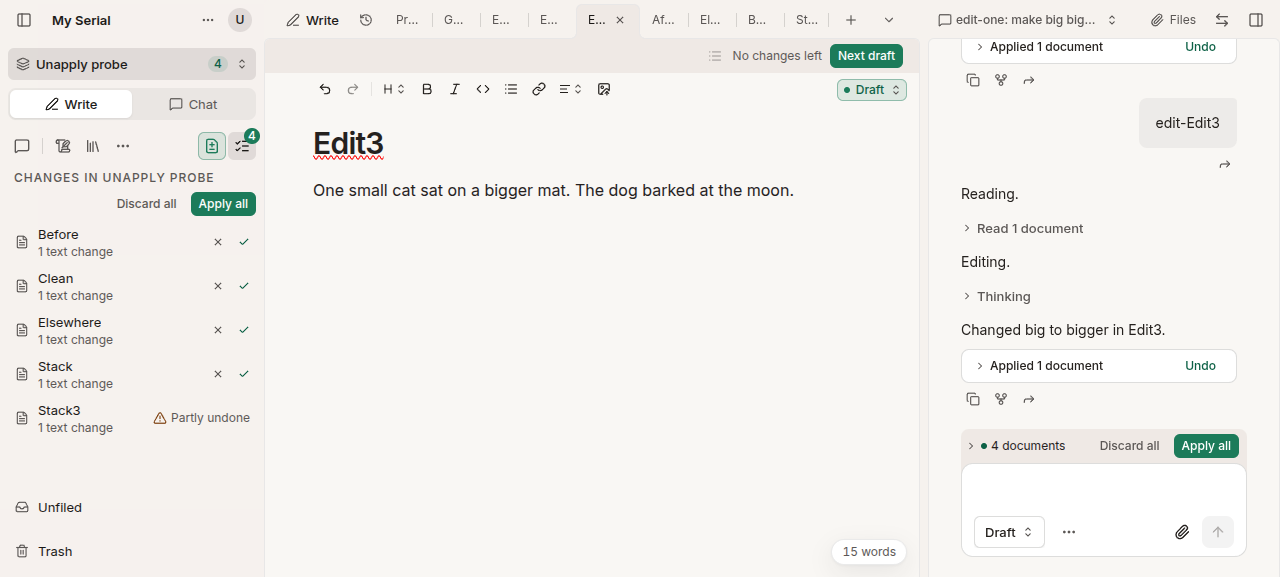 My Serial
U
Write
Pr...
G...
E...
E...
E...
Af...
El...
B...
St...
edit-one: make big big...
Files
Unapply probe
4
No changes left
Next draft
Applied 1 document
Undo
Write
Chat
H
B
I
Draft
edit-Edit3
4
CHANGES IN UNAPPLY PROBE
Discard all
Apply all
Edit3
One small cat sat on a bigger mat. The dog barked at the moon.
Before
1 text change
Clean
1 text change
Elsewhere
1 text change
Stack
1 text change
Stack3
1 text change
Partly undone
Unfiled
Trash
15 words
Reading.
Read 1 document
Editing.
Thinking
Changed big to bigger in Edit3.
Applied 1 document
Undo
4 documents
Discard all
Apply all
Draft